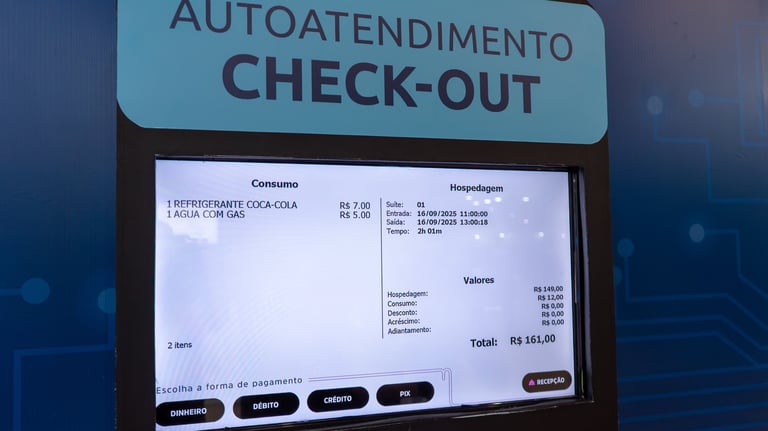 AUTOATENDIMENTO
CHECK-OUT
Consumo
1 REFRIGERANTE COCA-COLA R$ 7.00
1 AGUA COM GAS R$ 5.00
2 itens
Hospedagem
Suíte: 01
Entrada: 16/09/2025 11:00:00
Saída: 16/09/2025 13:00:18
Tempo: 2h 01m
Valores
Hospedagem: R$ 149,00
Consumo: R$ 12,00
Desconto: R$ 0,00
Acréscimo: R$ 0,00
Adiantamento: R$ 0,00
Total: R$ 161,00
Escolha a forma de pagamento
DINHEIRO DÉBITO CRÉDITO PIX RECEPÇÃO